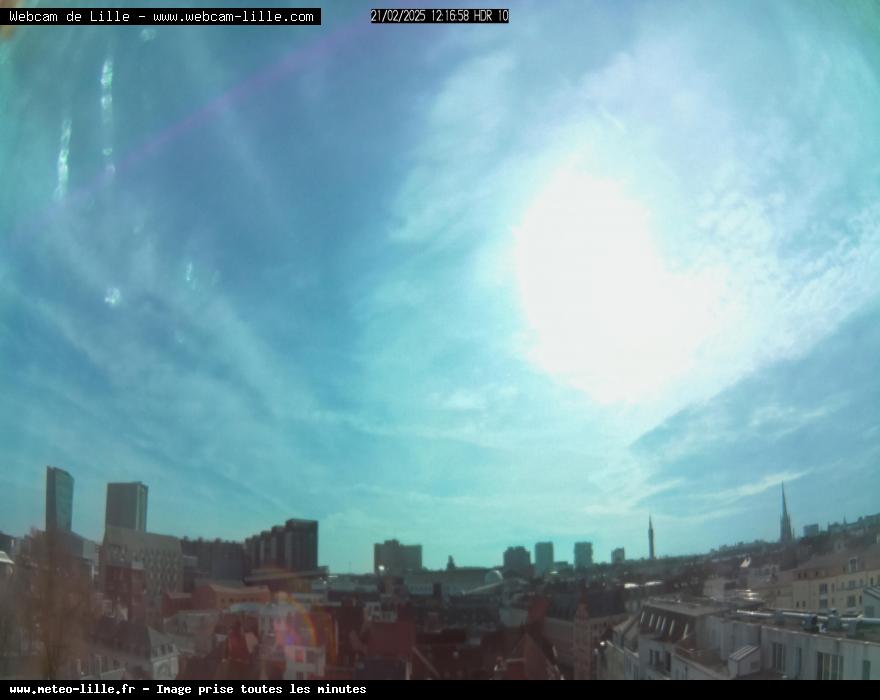 Webcam de Lille - www.webcam-lille.com
21/02/2025 12:16:58 HDR 10
www.meteo-lille.fr - Image prise toutes les minutes